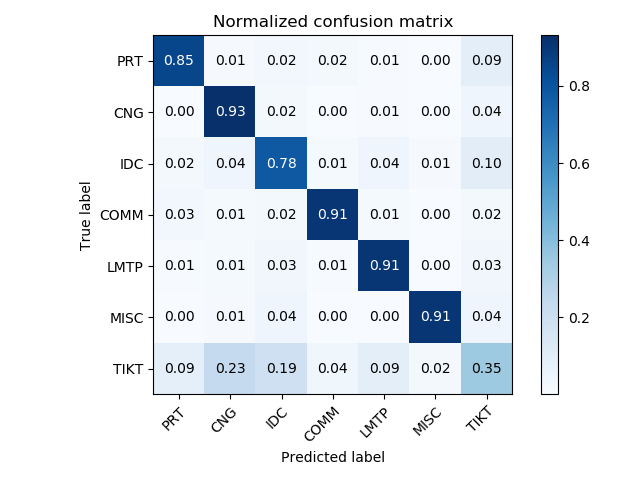 Normalized confusion matrix
PRT 0.85 0.01 0.02 0.02 0.01 0.00 0.09
CNG 0.00 0.93 0.02 0.00 0.01 0.00 0.04
IDC 0.02 0.04 0.78 0.01 0.04 0.01 0.10
COMM 0.03 0.01 0.02 0.91 0.01 0.00 0.02
LMTP 0.01 0.01 0.03 0.01 0.91 0.00 0.03
MISC 0.00 0.01 0.04 0.00 0.00 0.91 0.04
TIKT 0.09 0.23 0.19 0.04 0.09 0.02 0.35
PRT CNG IDC COMM LMTP MISC TIKT
Predicted label
True label
0.8
0.6
0.4
0.2